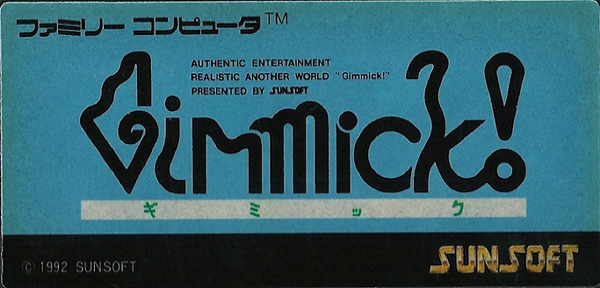 ファミリー コンピュータ™
AUTHENTIC ENTERTAINMENT
REALISTIC ANOTHER WORLD "Gimmick!"
PRESENTED BY SUNSOFT
Gimmick!
ギミック
© 1992 SUNSOFT
SUNSOFT